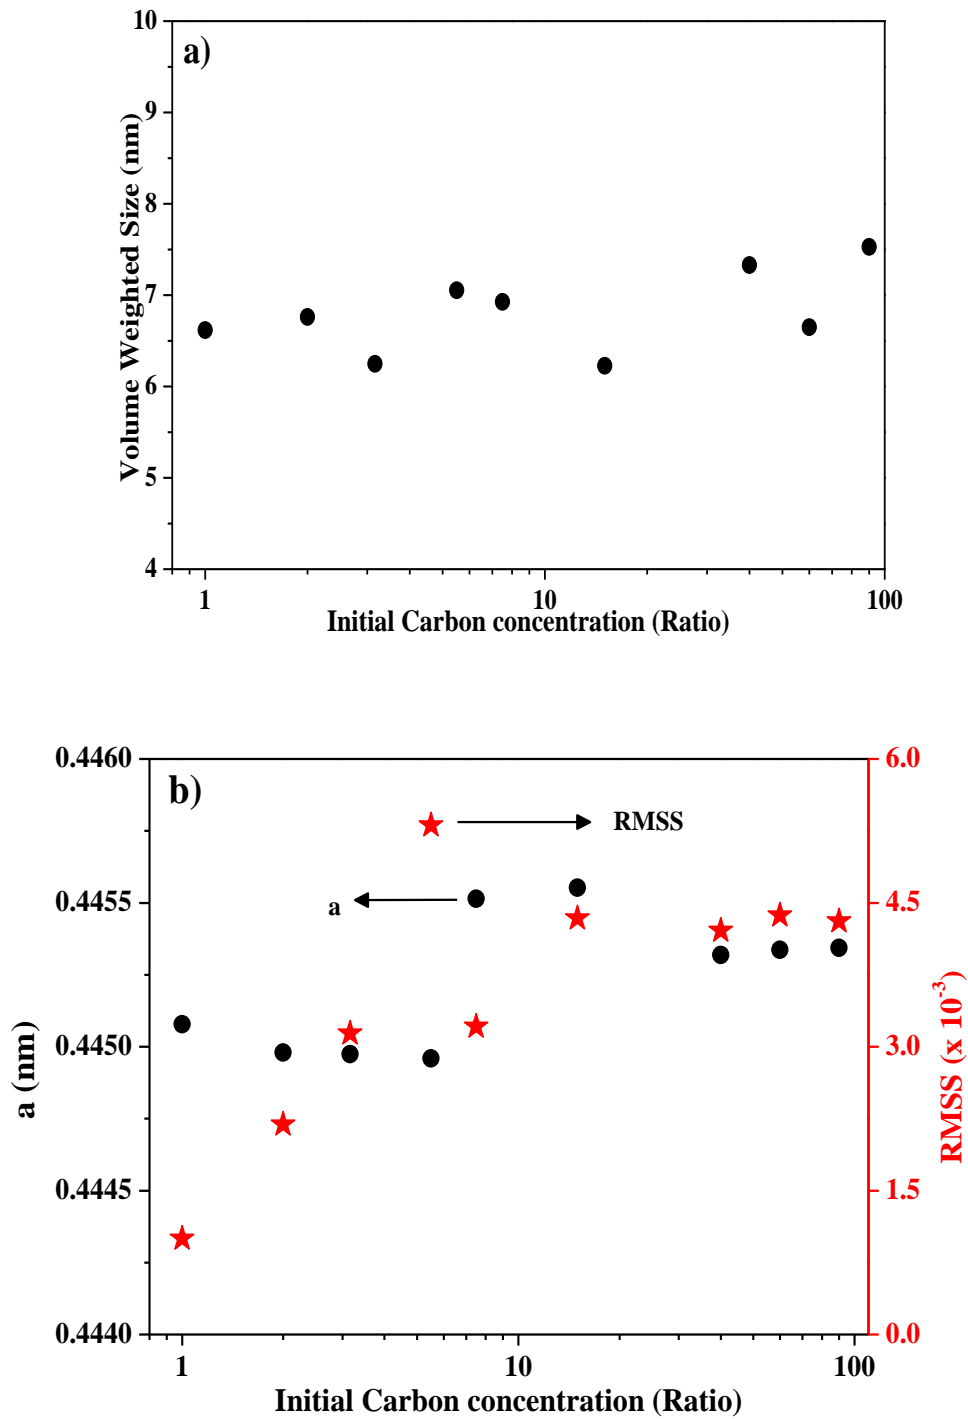 a)
10
9
8
7
6
5
4
Volume Weighted Size (nm)
1 10 100
Initial Carbon concentration (Ratio)
b)
0.4460
0.4455
0.4450
0.4445
0.4440
a (nm)
RMSS
a
6.0
4.5
3.0
1.5
0.0
RMSS (x 10-3)
1 10 100
Initial Carbon concentration (Ratio)